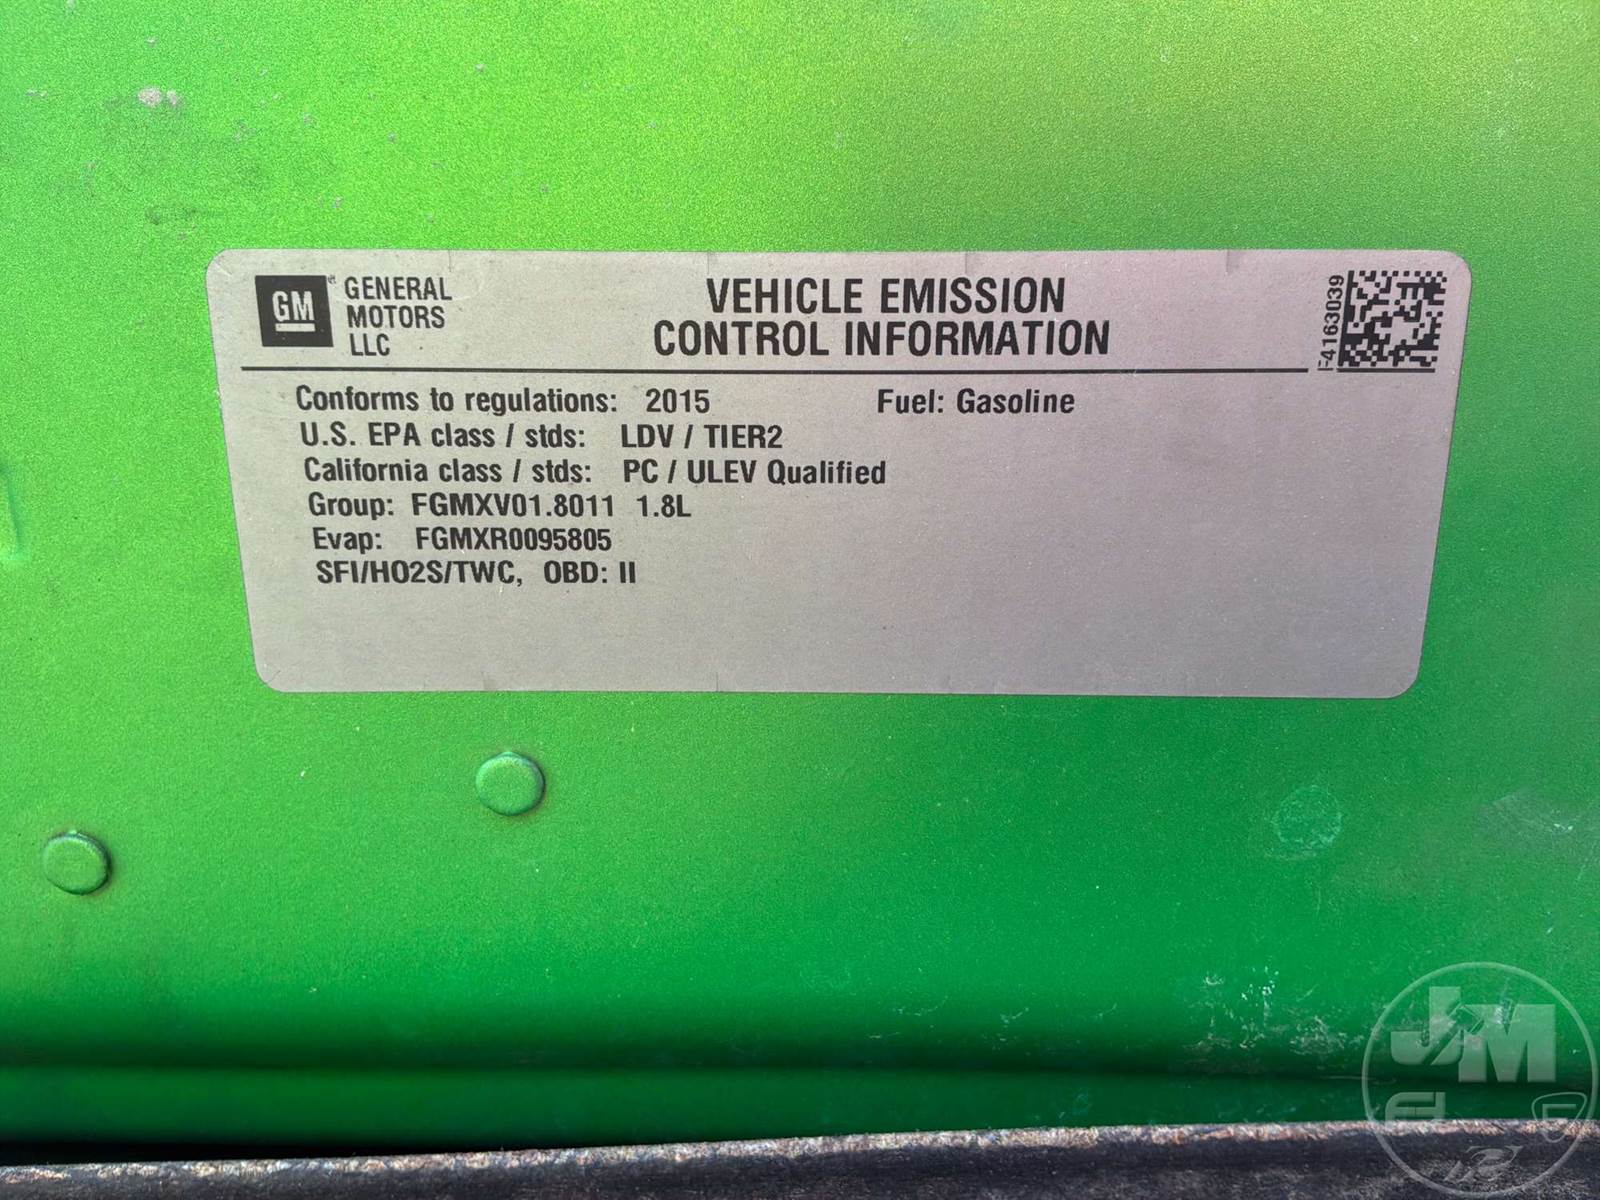 GM
GENERAL
MOTORS
LLC
VEHICLE EMISSION
CONTROL INFORMATION
F4163039
Conforms to regulations: 2015 Fuel: Gasoline
U.S. EPA class / stds: LDV / TIER2
California class / stds: PC / ULEV Qualified
Group: FGMXV01.8011 1.8L
Evap: FGMXR0095805
SFI/HO2S/TWC, OBD: II
JM